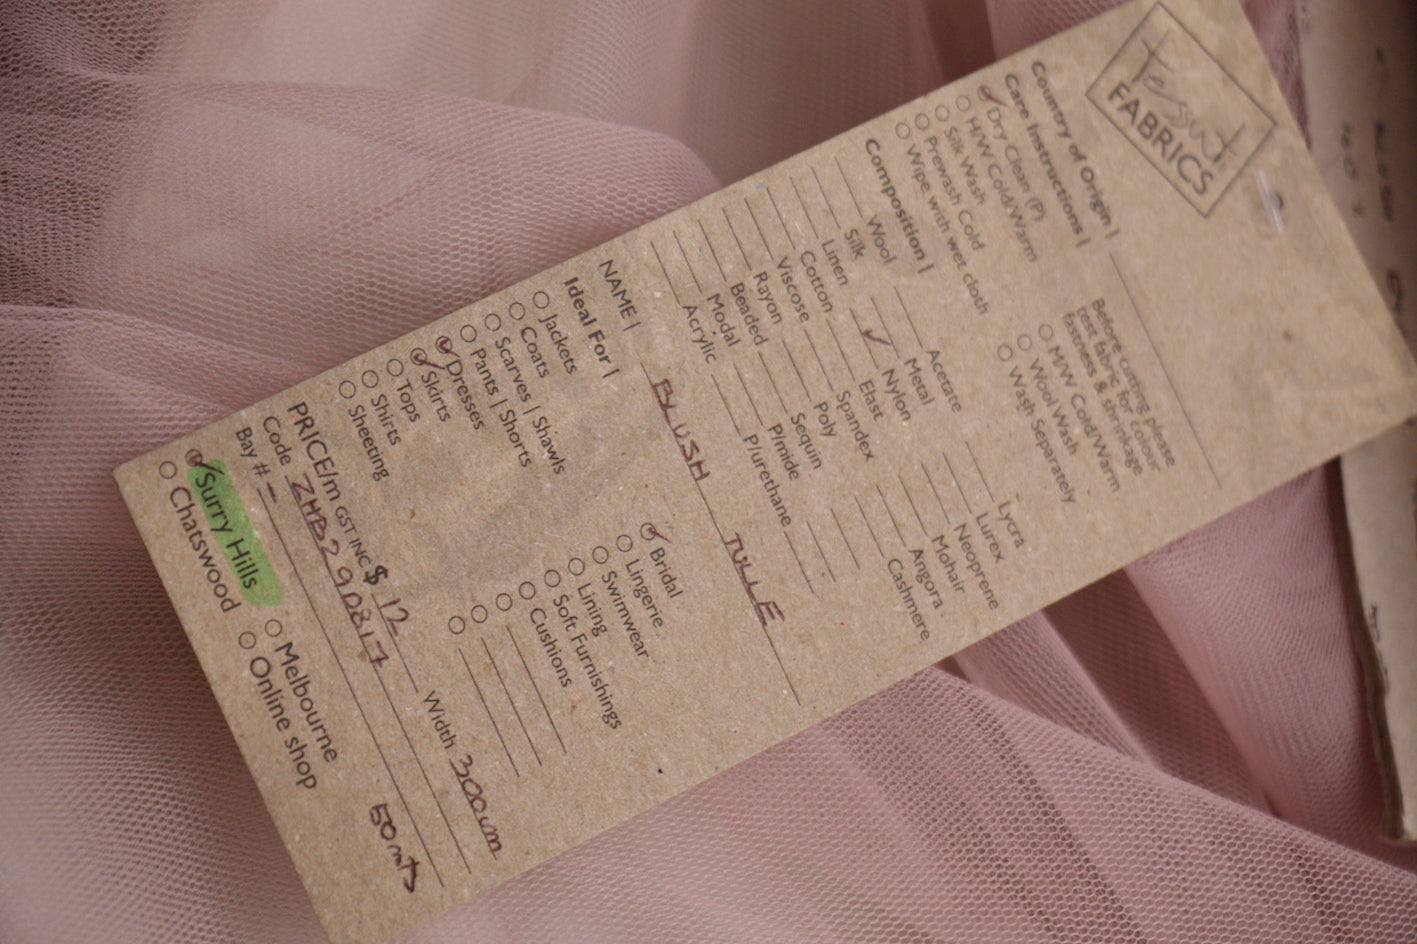 Tessuti
FABRICS
Country of Origin |
Care Instructions |
Dry Clean (P)
H/W Cold/Warm
Silk Wash
Prewash Cold
Wipe with wet cloth
Before cutting please
test fabric for colour
fastness & shrinkage
M/W Cold/Warm
Wool Wash
Wash Separately
Composition |
Wool
Silk
Linen
Cotton
Viscose
Rayon
Beaded
Modal
Acrylic
Acetate
Metal
✓ Nylon
Elast
Spandex
Poly
Sequin
P/mide
P/urethane
Lycra
Lurex
Neoprene
Mohair
Angora
Cashmere
NAME | BLUSH TULLE
Ideal For |
Jackets
Coats
Scarves | Shawls
Pants | Shorts
Dresses
Skirts
Tops
Shirts
Sheeting
Bridal
Lingerie
Swimwear
Lining
Soft Furnishings
Cushions
PRICE/m GST INC $ 12 Width 300cm
Code ZHB290817
Bay # - 50mts
Surry Hills Melbourne
Chatswood Online shop